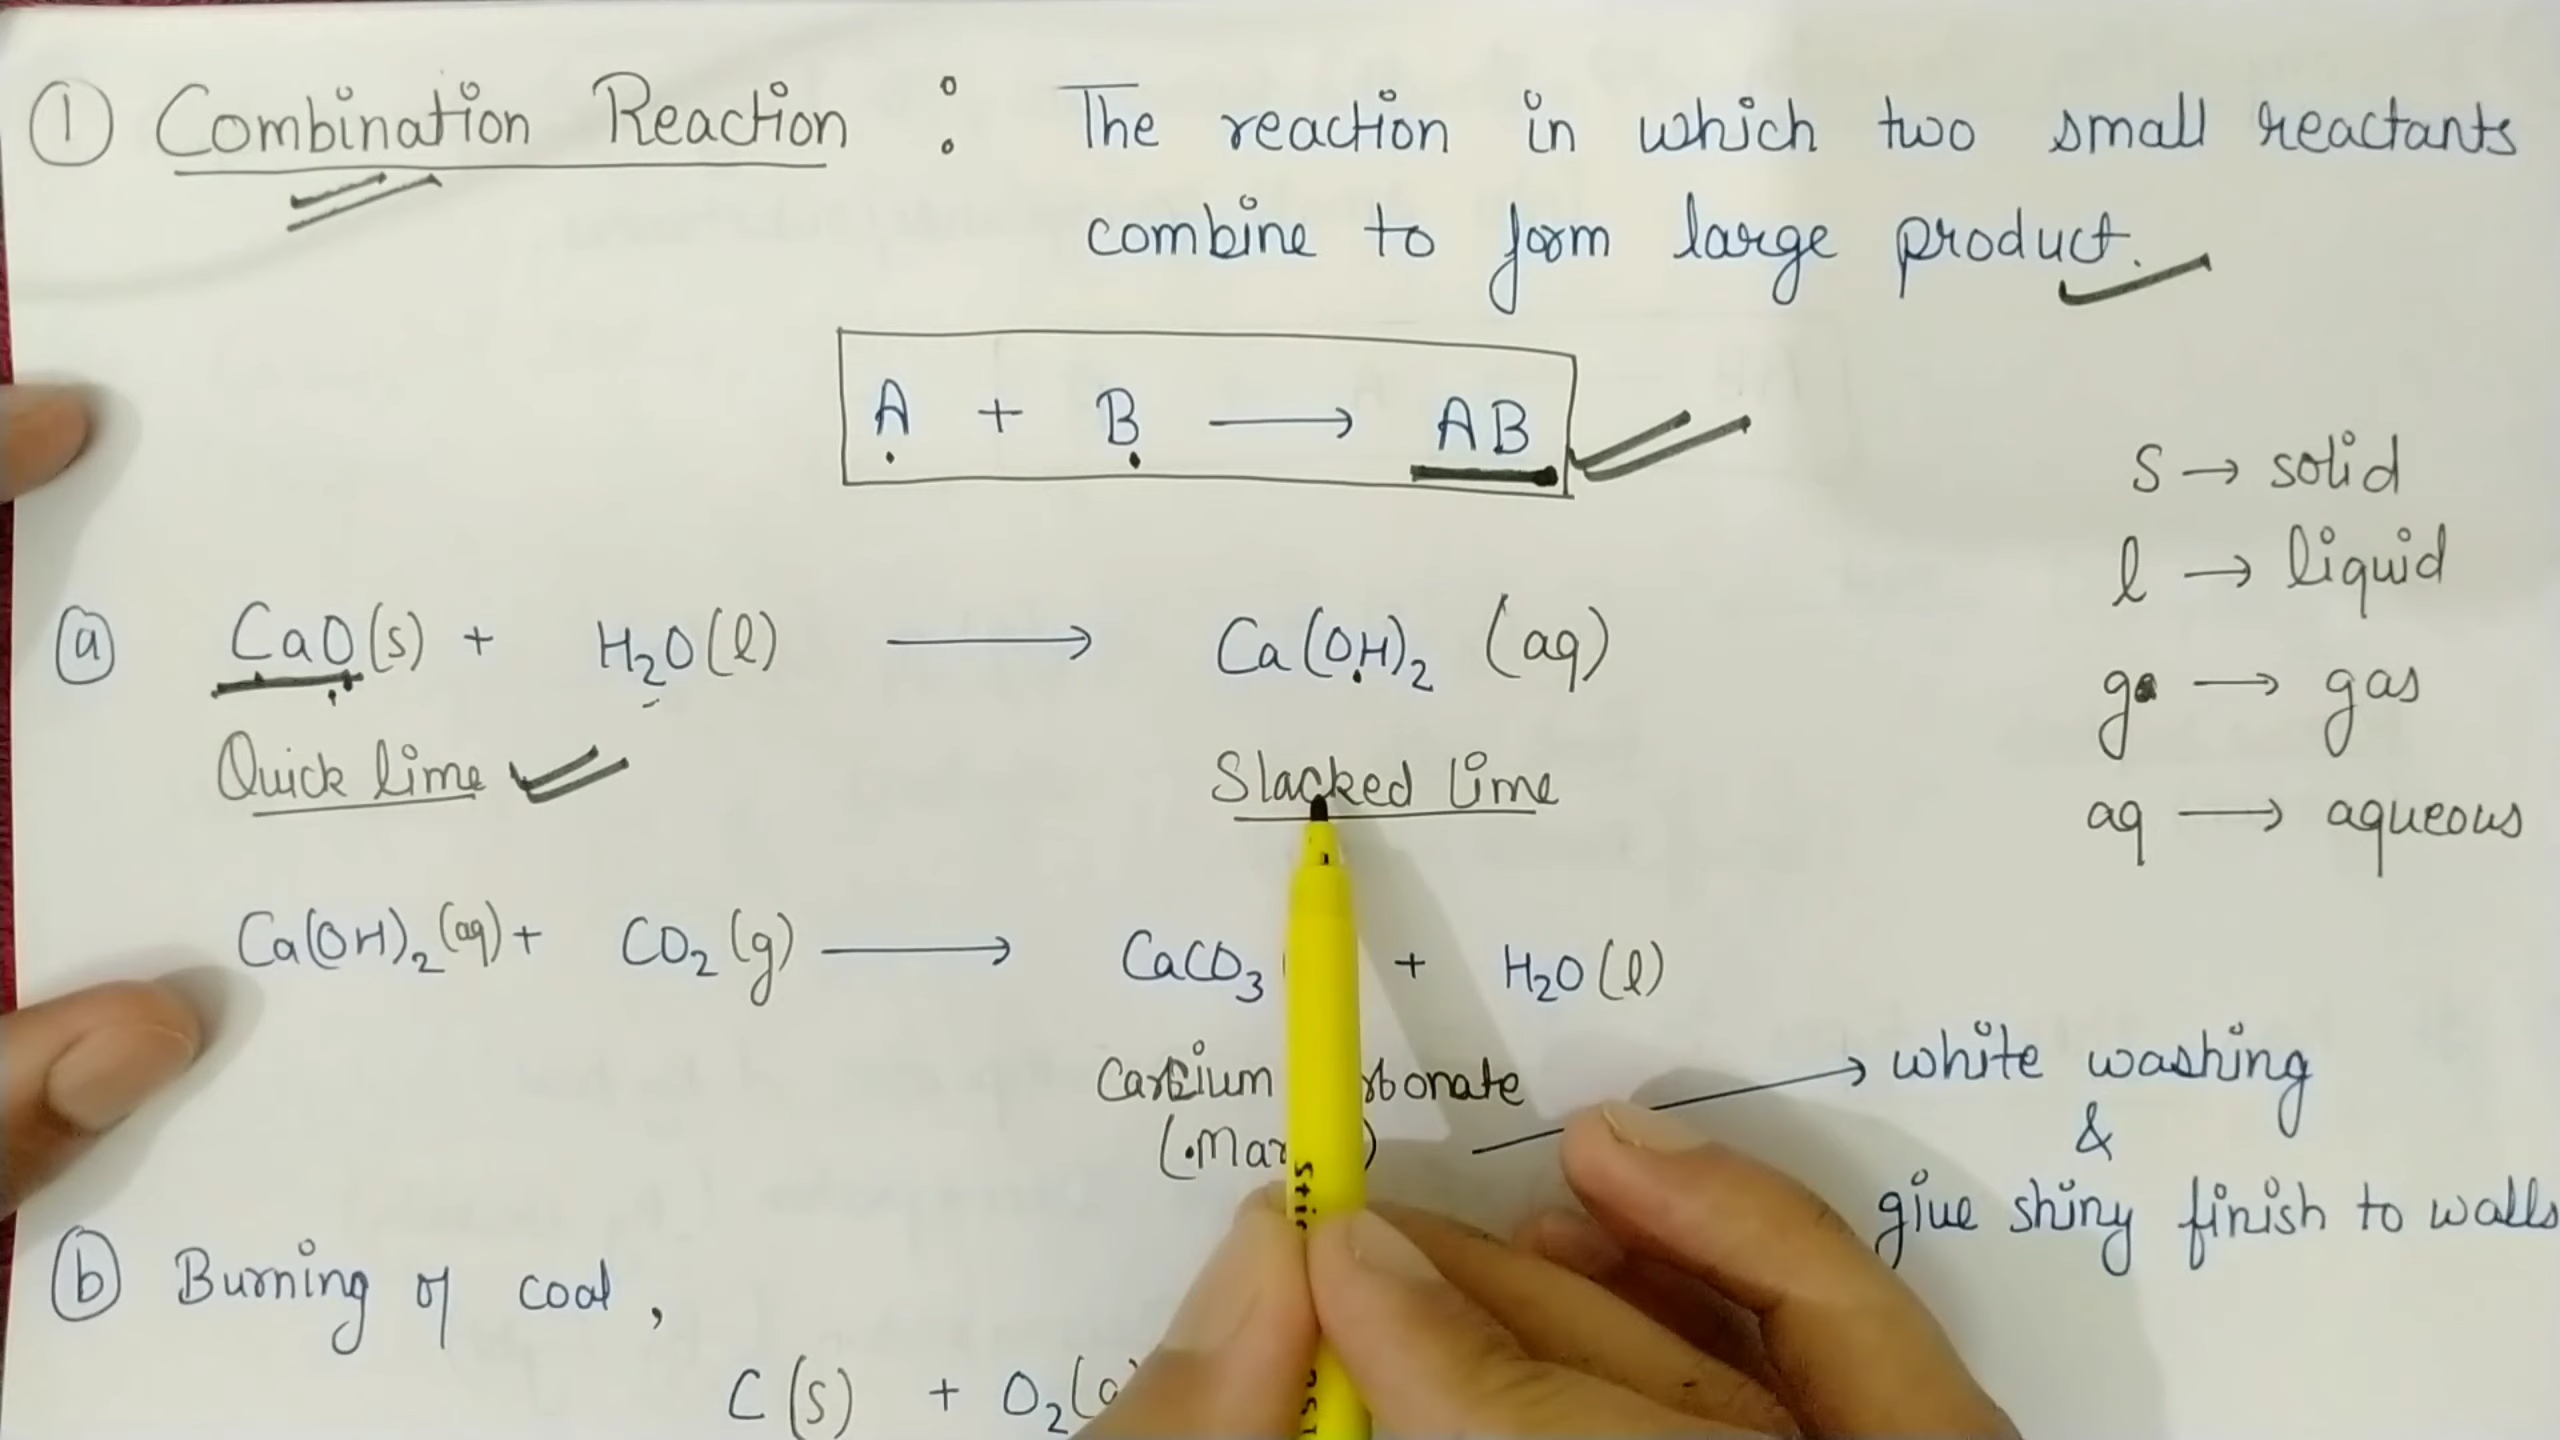 ① Combination Reaction : The reaction in which two small reactants
combine to form large product.
A + B → AB
s → solid
l → liquid
g → gas
aq → aqueous
ⓐ CaO(s) + H₂O(l) → Ca(OH)₂ (aq)
Quick lime Slacked lime
Ca(OH)₂(aq) + CO₂(g) → CaCO₃ + H₂O(l)
→ white washing
&
give shiny finish to walls
ⓑ Burning of coal,
C(s) + O₂(g